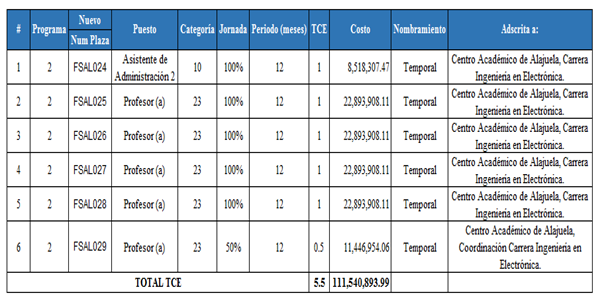 # Programa Nuevo Num Plaza Puesto Categoría Jornada Periodo (meses) TCE Costo Nombramiento Adscrita a:
1 2 FSAL024 Asistente de Administración 2 10 100% 12 1 8,518,307.47 Temporal Centro Académico de Alajuela, Carrera Ingenieria en Electrónica.
2 2 FSAL025 Profesor (a) 23 100% 12 1 22,893,908.11 Temporal Centro Académico de Alajuela, Carrera Ingenieria en Electrónica.
3 2 FSAL026 Profesor (a) 23 100% 12 1 22,893,908.11 Temporal Centro Académico de Alajuela, Carrera Ingenieria en Electrónica.
4 2 FSAL027 Profesor (a) 23 100% 12 1 22,893,908.11 Temporal Centro Académico de Alajuela, Carrera Ingenieria en Electrónica.
5 2 FSAL028 Profesor (a) 23 100% 12 1 22,893,908.11 Temporal Centro Académico de Alajuela, Carrera Ingenieria en Electrónica.
6 2 FSAL029 Profesor (a) 23 50% 12 0.5 11,446,954.06 Temporal Centro Académico de Alajuela, Coordinación Carrera Ingenieria en Electrónica.
TOTAL TCE 5.5 111,540,893.99